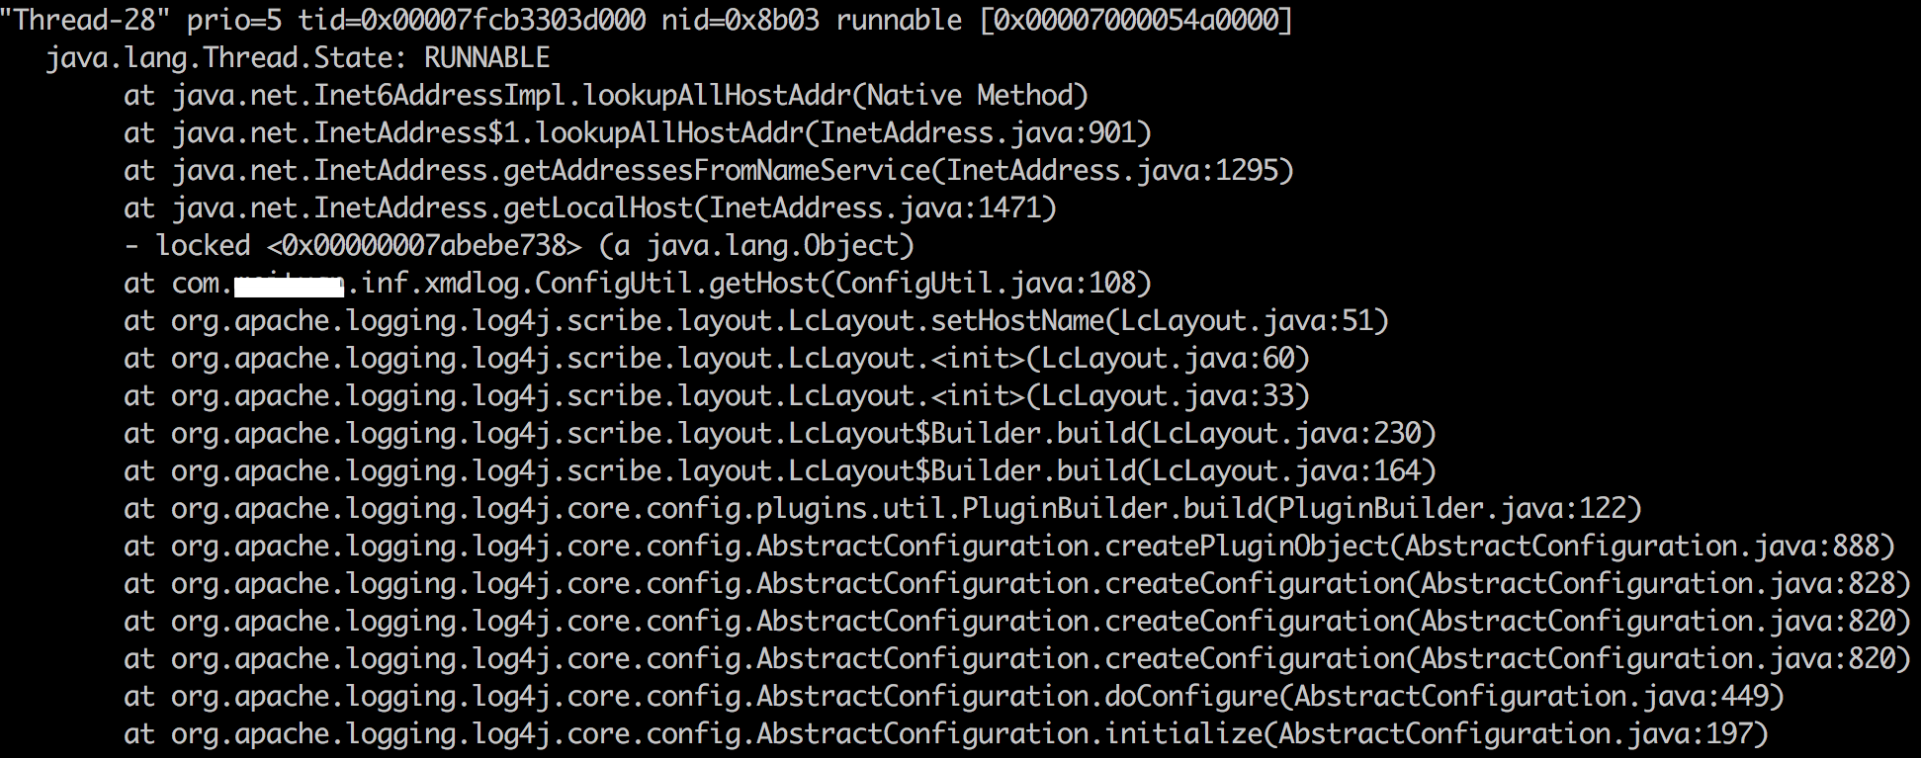 "Thread-28" prio=5 tid=0x00007fcb3303d000 nid=0x8b03 runnable [0x00007000054a0000]
java.lang.Thread.State: RUNNABLE
at java.net.Inet6AddressImpl.lookupAllHostAddr(Native Method)
at java.net.InetAddress$1.lookupAllHostAddr(InetAddress.java:901)
at java.net.InetAddress.getAddressesFromNameService(InetAddress.java:1295)
at java.net.InetAddress.getLocalHost(InetAddress.java:1471)
- locked <0x00000007abebe738> (a java.lang.Object)
at com. .inf.xmdlog.ConfigUtil.getHost(ConfigUtil.java:108)
at org.apache.logging.log4j.scribe.layout.LcLayout.setHostName(LcLayout.java:51)
at org.apache.logging.log4j.scribe.layout.LcLayout.<init>(LcLayout.java:60)
at org.apache.logging.log4j.scribe.layout.LcLayout.<init>(LcLayout.java:33)
at org.apache.logging.log4j.scribe.layout.LcLayout$Builder.build(LcLayout.java:230)
at org.apache.logging.log4j.scribe.layout.LcLayout$Builder.build(LcLayout.java:164)
at org.apache.logging.log4j.core.config.plugins.util.PluginBuilder.build(PluginBuilder.java:122)
at org.apache.logging.log4j.core.config.AbstractConfiguration.createPluginObject(AbstractConfiguration.java:888)
at org.apache.logging.log4j.core.config.AbstractConfiguration.createConfiguration(AbstractConfiguration.java:828)
at org.apache.logging.log4j.core.config.AbstractConfiguration.createConfiguration(AbstractConfiguration.java:820)
at org.apache.logging.log4j.core.config.AbstractConfiguration.createConfiguration(AbstractConfiguration.java:820)
at org.apache.logging.log4j.core.config.AbstractConfiguration.doConfigure(AbstractConfiguration.java:449)
at org.apache.logging.log4j.core.config.AbstractConfiguration.initialize(AbstractConfiguration.java:197)